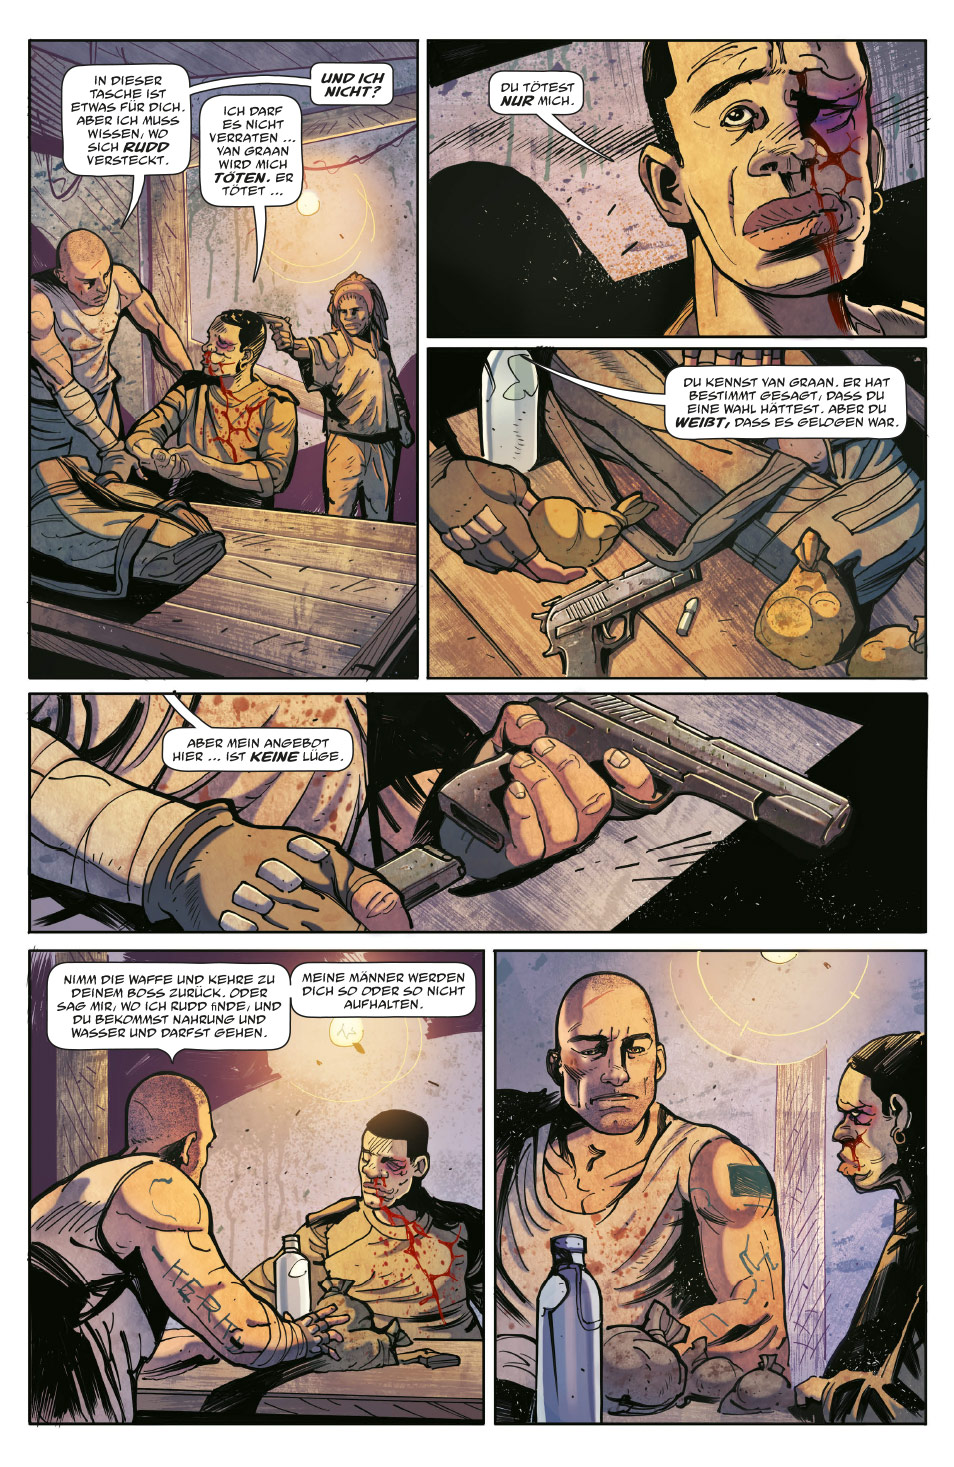 IN DIESER
TASCHE IST
ETWAS FÜR DICH.
ABER ICH MUSS
WISSEN, WO
SICH RUDD
VERSTECKT.
ICH DARF
ES NICHT
VERRATEN ...
VAN GRAAN
WIRD MICH
TÖTEN. ER
TÖTET ...
UND ICH
NICHT?
DU TÖTEST
NUR MICH.
DU KENNST VAN GRAAN. ER HAT
BESTIMMT GESAGT, DASS DU
EINE WAHL HÄTTEST. ABER DU
WEIßT, DASS ES GELOGEN WAR.
ABER MEIN ANGEBOT
HIER ... IST KEINE LÜGE.
NIMM DIE WAFFE UND KEHRE ZU
DEINEM BOSS ZURÜCK. ODER
SAG MIR, WO ICH RUDD FINDE, UND
DU BEKOMMST NAHRUNG UND
WASSER UND DARFST GEHEN.
MEINE MÄNNER WERDEN
DICH SO ODER SO NICHT
AUFHALTEN.